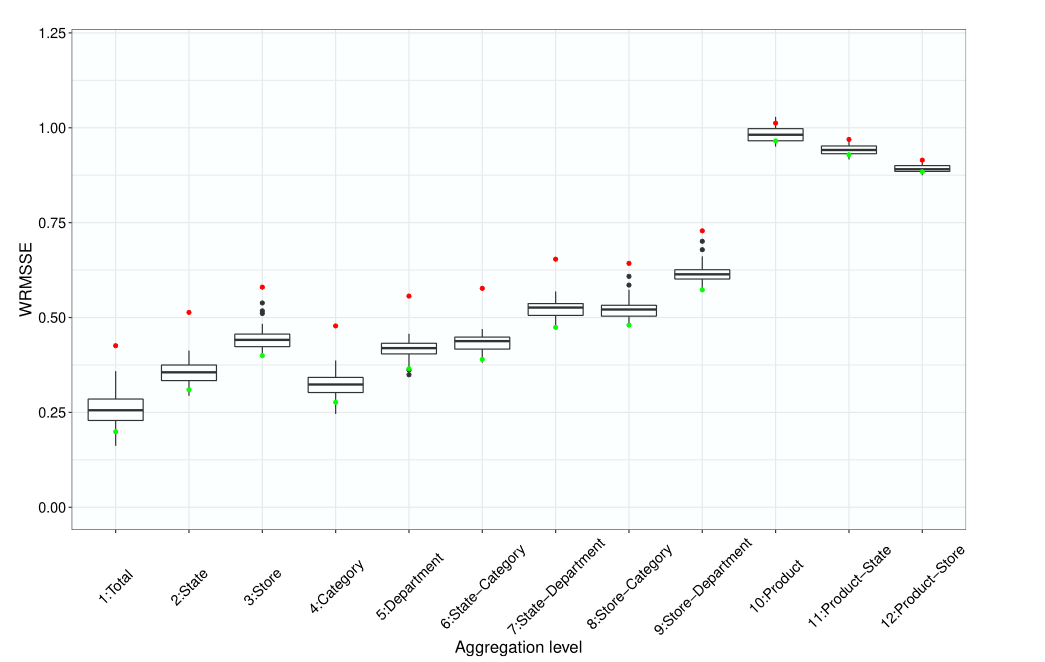 1.25
1.00
0.75
0.50
0.25
0.00
WRMSSE
1:Total
2:State
3:Store
4:Category
5:Department
6:State−Category
7:State−Department
8:Store−Category
9:Store−Department
10:Product
11:Product−State
12:Product−Store
Aggregation level